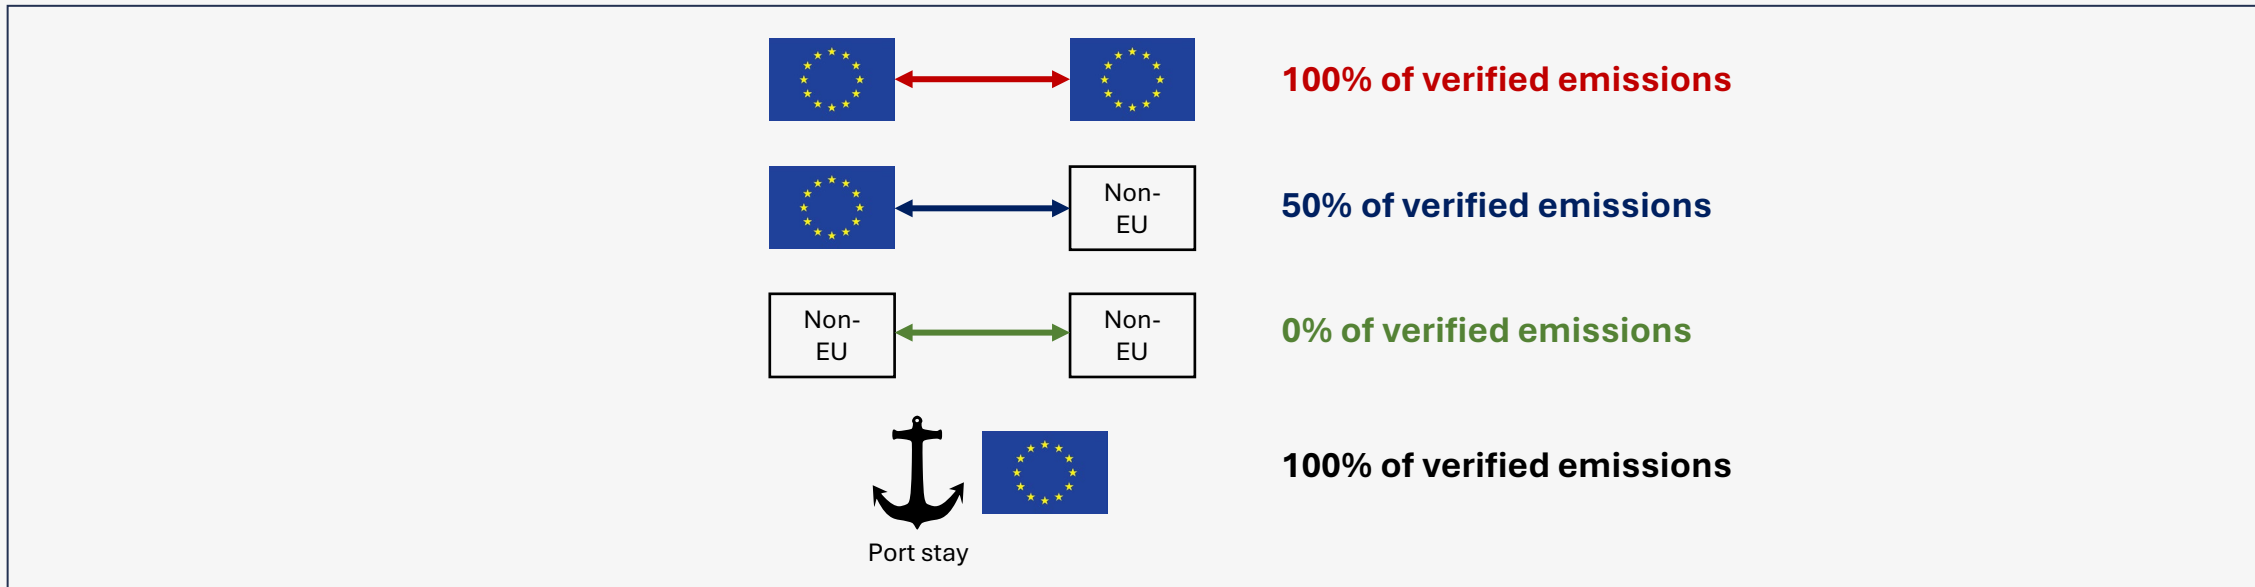 100% of verified emissions
Non-
EU
50% of verified emissions
Non-
EU
Non-
EU
0% of verified emissions
100% of verified emissions
Port stay